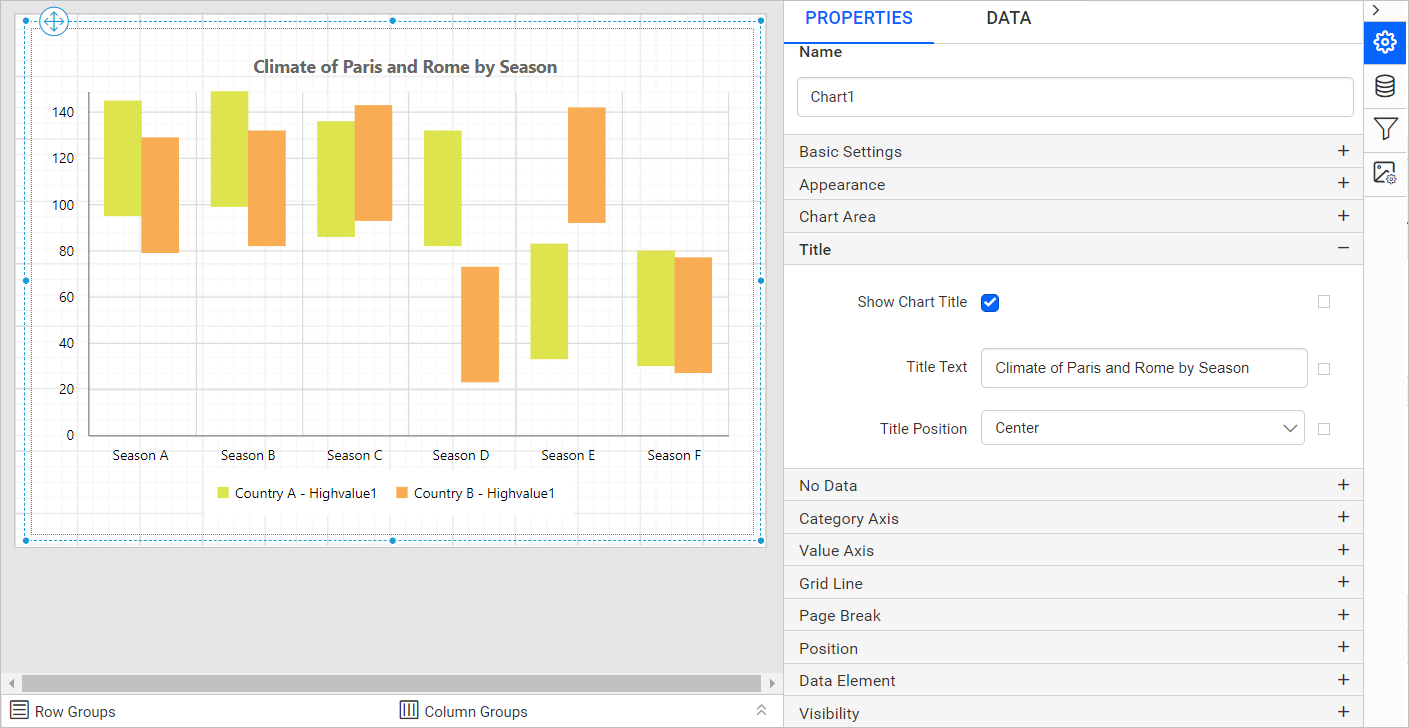 Climate of Paris and Rome by Season
140
120
100
80
60
40
20
0
Season A Season B Season C Season D Season E Season F
Country A - Highvalue1 Country B - Highvalue1
Row Groups Column Groups
PROPERTIES DATA
Name
Chart1
Basic Settings
Appearance
Chart Area
Title
Show Chart Title
Title Text Climate of Paris and Rome by Season
Title Position Center
No Data
Category Axis
Value Axis
Grid Line
Page Break
Position
Data Element
Visibility